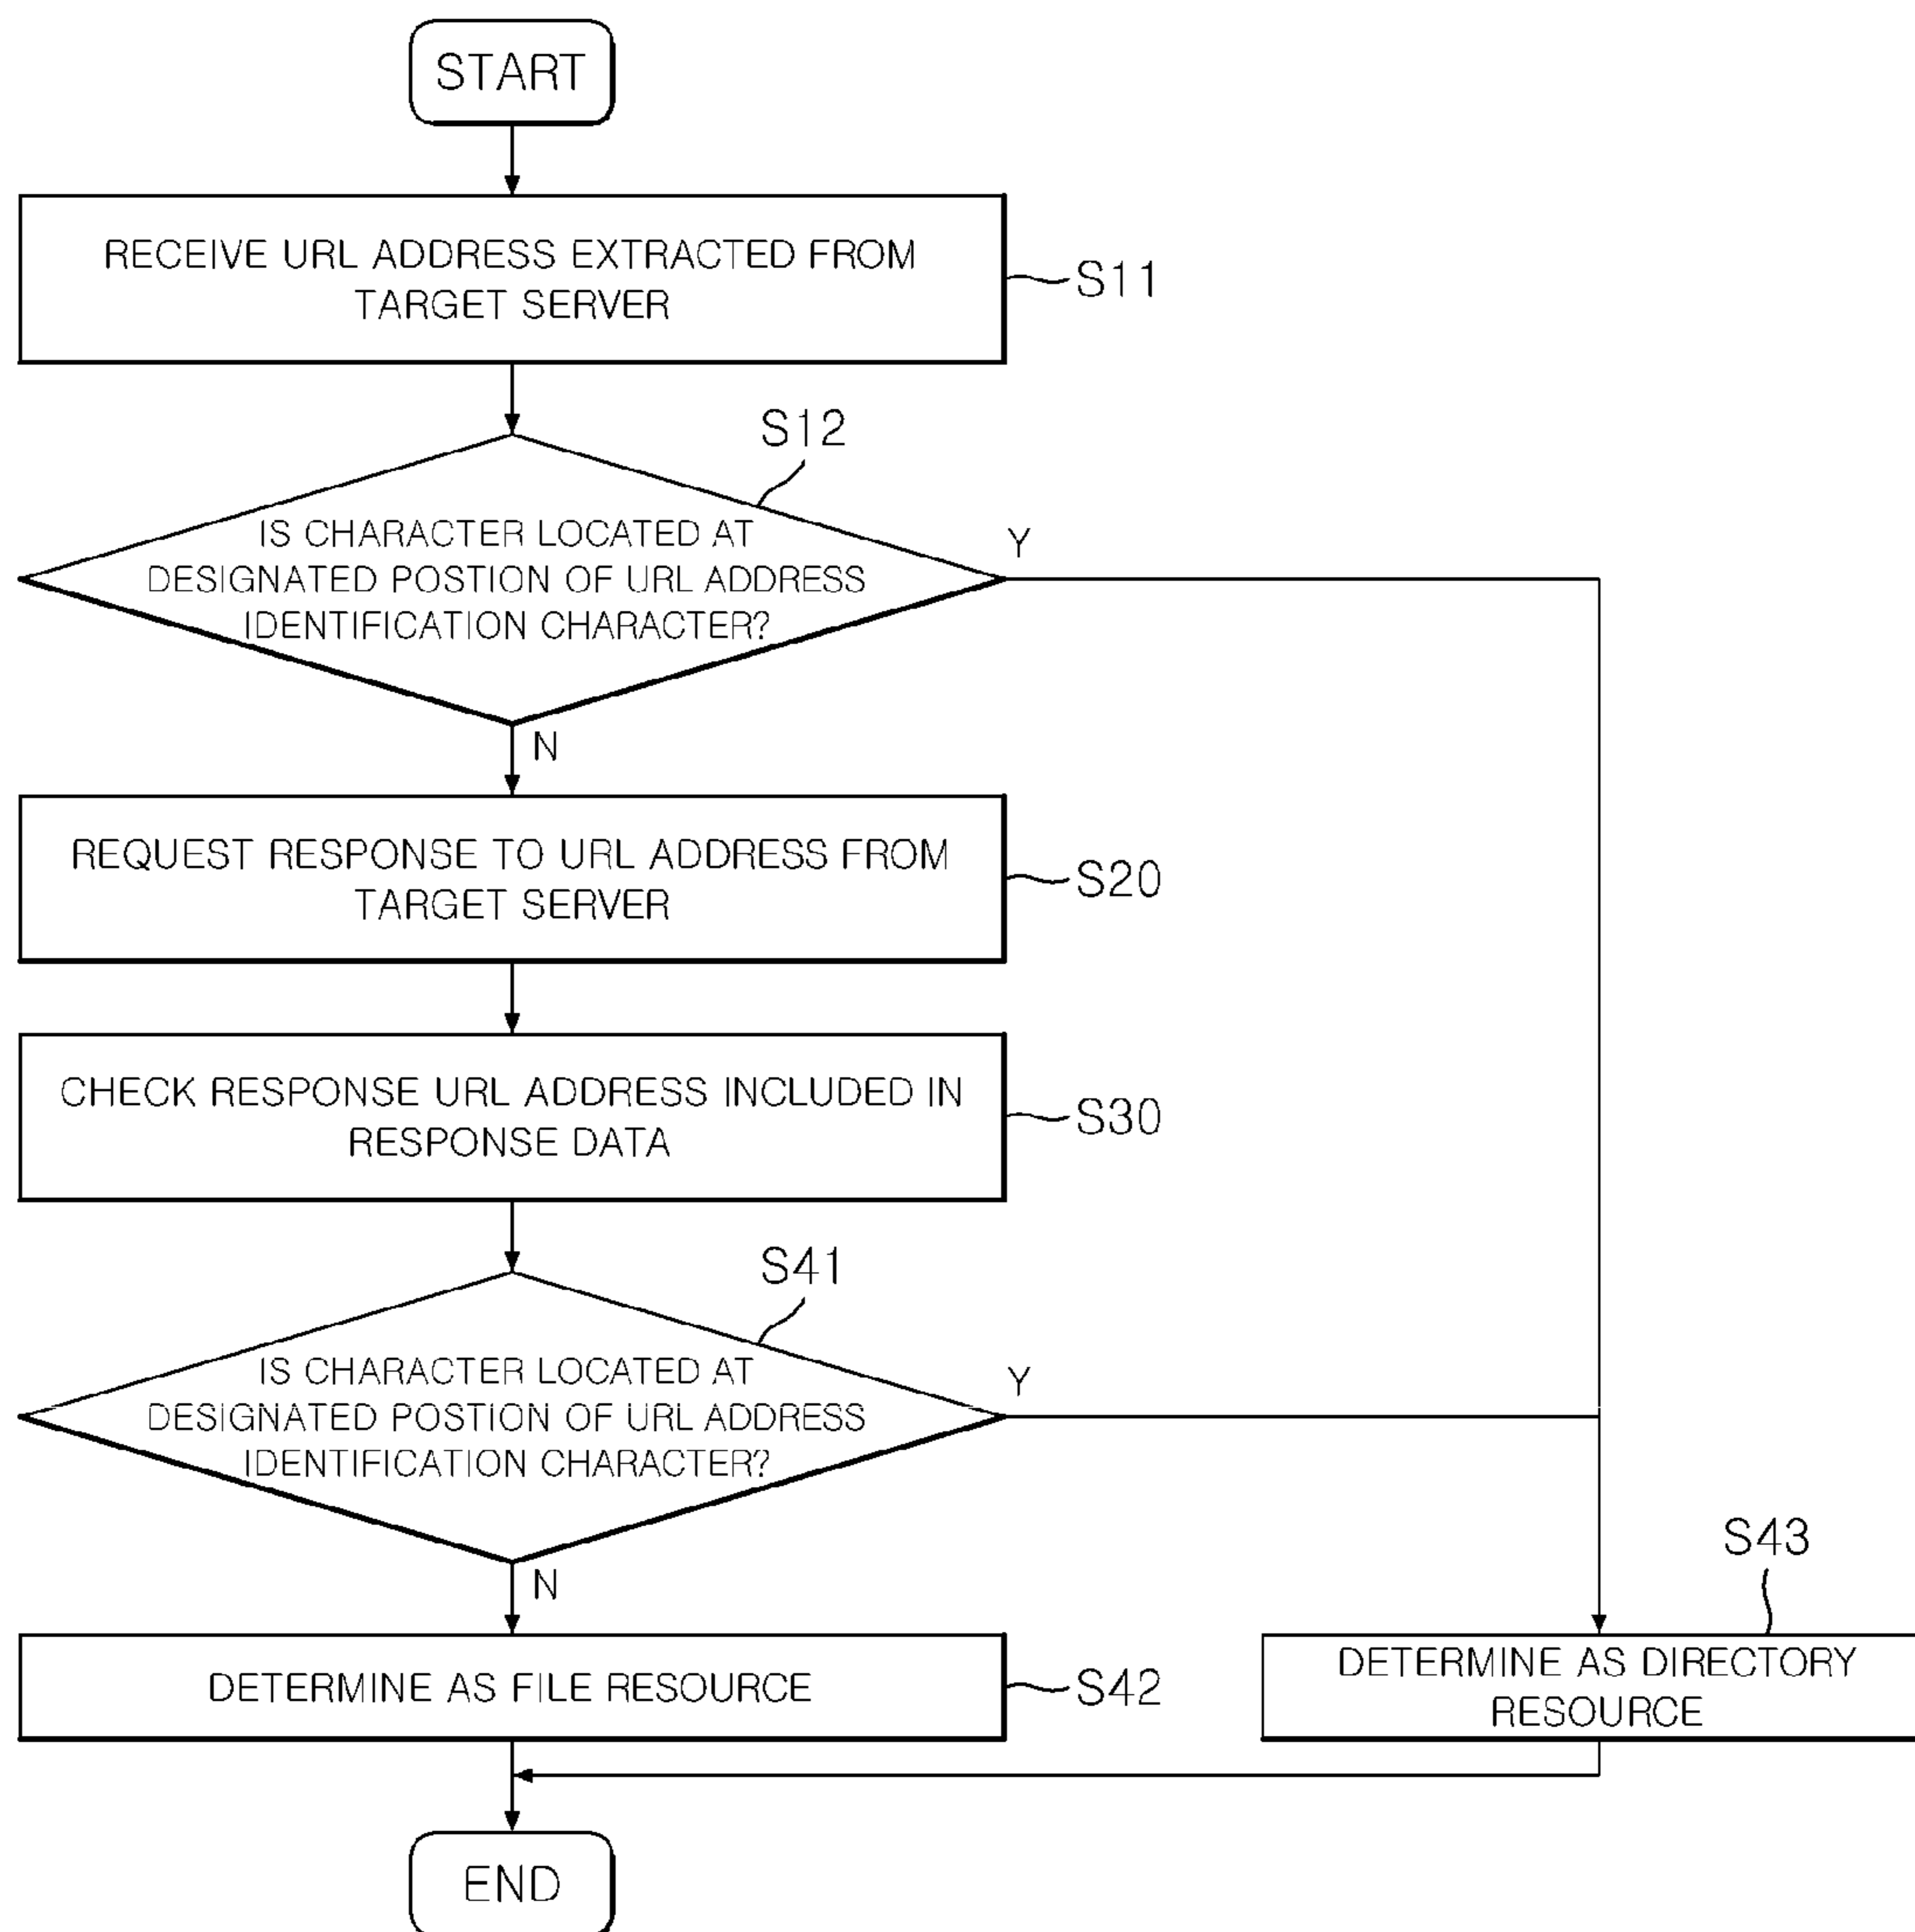 START
RECEIVE URL ADDRESS EXTRACTED FROM
TARGET SERVER
S11
S12
IS CHARACTER LOCATED AT
DESIGNATED POSTION OF URL ADDRESS
IDENTIFICATION CHARACTER?
Y
N
REQUEST RESPONSE TO URL ADDRESS FROM
TARGET SERVER
S20
CHECK RESPONSE URL ADDRESS INCLUDED IN
RESPONSE DATA
S30
S41
IS CHARACTER LOCATED AT
DESIGNATED POSTION OF URL ADDRESS
IDENTIFICATION CHARACTER?
Y
N
DETERMINE AS FILE RESOURCE
S42
S43
DETERMINE AS DIRECTORY
RESOURCE
END